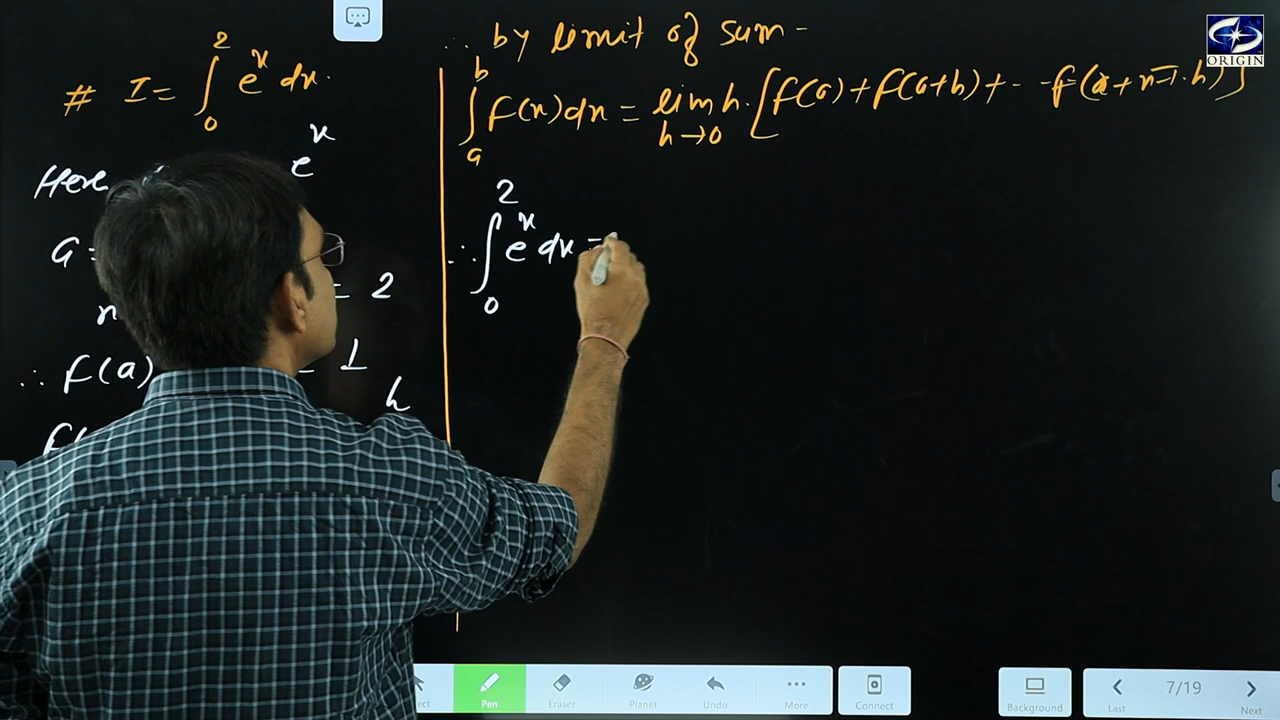 # I = ∫₀² eˣ dx.
Here eˣ
a =
n = 2
∴ f(a) = 1
f( h
∴ by limit of sum -
∫ₐᵇ f(x)dx = lim h→0 h. [f(a) + f(a+h) + - - f(a + n-1. h)]
∴ ∫₀² eˣ dx =
ORIGIN
Pen
Eraser
Planet
Undo
More
Connect
Background
Last
7/19
Next